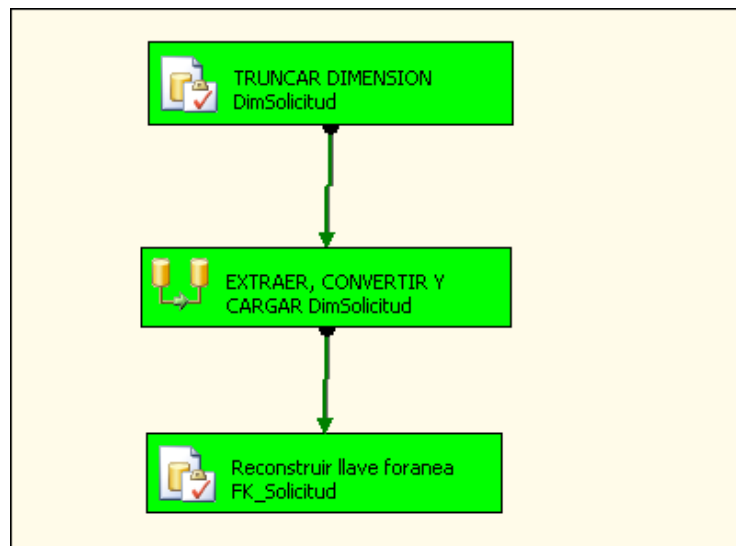 TRUNCAR DIMENSION
DimSolicitud
EXTRAER, CONVERTIR Y
CARGAR DimSolicitud
Reconstruir llave foranea
FK_Solicitud